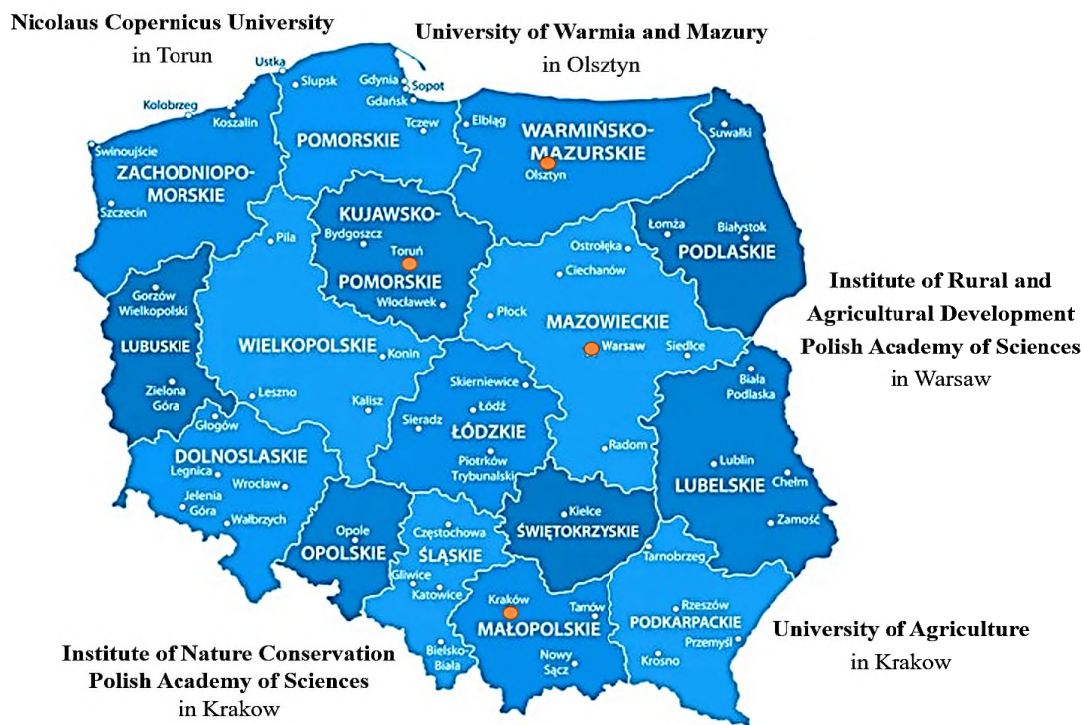 Nicolaus Copernicus University
in Torun
University of Warmia and Mazury
in Olsztyn
Ustka
Slupsk
Gdynia
Sopot
Gdańsk
Kolobrzeg
Koszalin
Tczew
Elbląg
Suwałki
POMORSKIE
WARMIŃSKO-
MAZURSKIE
Olsztyn
Świnoujście
ZACHODNIOPO-
MORSKIE
Szczecin
KUJAWSKO-
Bydgoszcz
Toruń
POMORSKIE
Włocławek
Piła
Łomża
Białystok
PODLASKIE
Ostrołęka
Ciechanów
Płock
MAZOWIECKIE
Warsaw
Siedlce
Radom
Institute of Rural and
Agricultural Development
Polish Academy of Sciences
in Warsaw
Gorzów
Wielkopolski
LUBUSKIE
Zielona
Góra
WIELKOPOLSKIE
Konin
Leszno
Kalisz
Skierniewice
Łódź
Sieradz
ŁÓDZKIE
Piotrków
Trybunalski
Biała
Podlaska
Lublin
LUBELSKIE
Chełm
Zamość
Głogów
DOLNOSLASKIE
Legnica
Wrocław
Jelenia
Góra
Wałbrzych
Opole
OPOLSKIE
Częstochowa
ŚLĄSKIE
Gliwice
Katowice
Bielsko
Biała
Kielce
ŚWIĘTOKRZYSKIE
Tarnobrzeg
Kraków
Tarnów
MAŁOPOLSKIE
Nowy
Sącz
Rzeszów
PODKARPACKIE
Przemyśl
Krosno
University of Agriculture
in Krakow
Institute of Nature Conservation
Polish Academy of Sciences
in Krakow